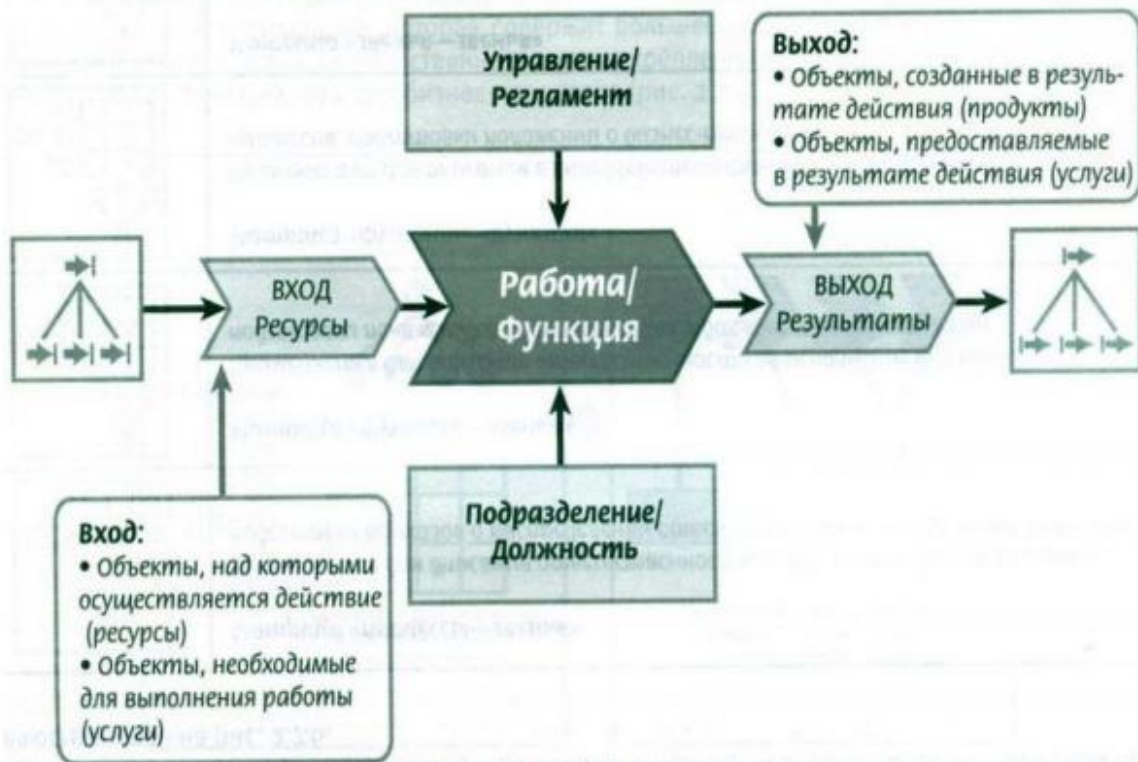 Управление/
Регламент
Выход:
• Объекты, созданные в резуль-
тате действия (продукты)
• Объекты, предоставляемые
в результате действия (услуги)
ВХОД
Ресурсы
Работа/
Функция
ВЫХОД
Результаты
Подразделение/
Должность
Вход:
• Объекты, над которыми
осуществляется действие
(ресурсы)
• Объекты, необходимые
для выполнения работы
(услуги)